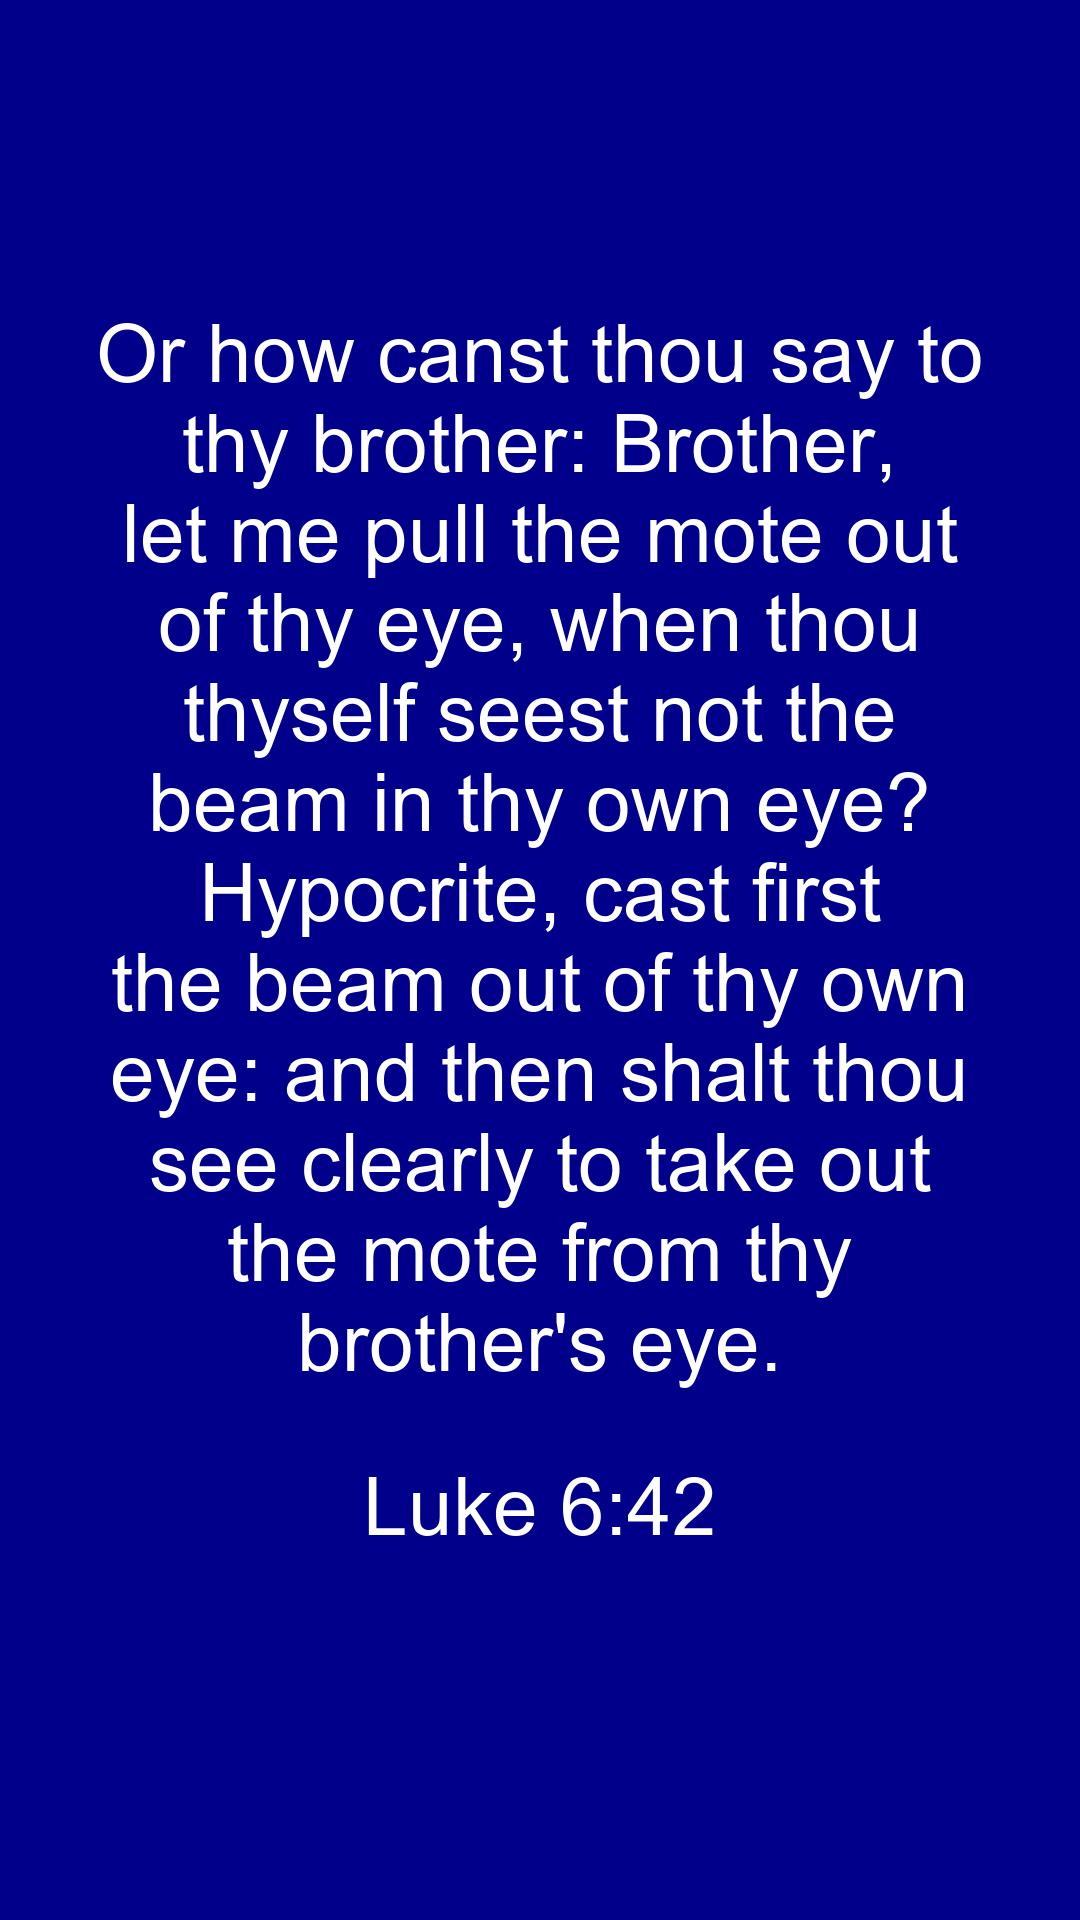 Or how canst thou say to
thy brother: Brother,
let me pull the mote out
of thy eye, when thou
thyself seest not the
beam in thy own eye?
Hypocrite, cast first
the beam out of thy own
eye: and then shalt thou
see clearly to take out
the mote from thy
brother's eye.
Luke 6:42